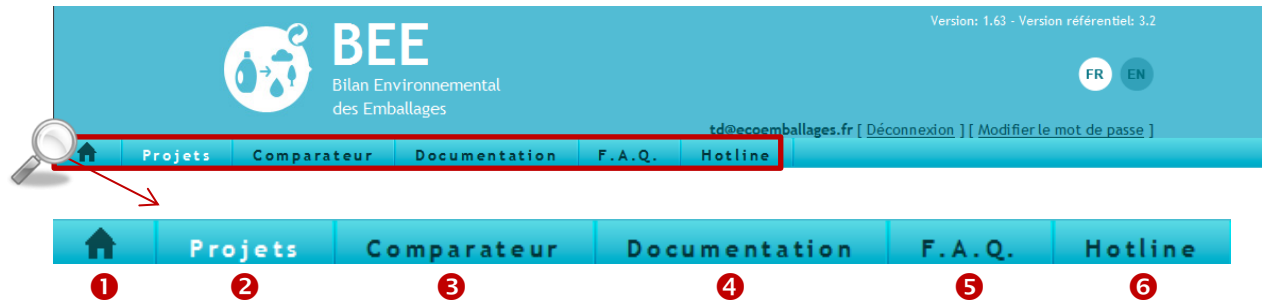 Version: 1.63 - Version référentiel: 3.2
BEE
Bilan Environnemental
des Emballages
FR EN
td@ecoemballages.fr [ Déconnexion ] [ Modifier le mot de passe ]
Projets Comparateur Documentation F.A.Q. Hotline
Projets Comparateur Documentation F.A.Q. Hotline
1 2 3 4 5 6